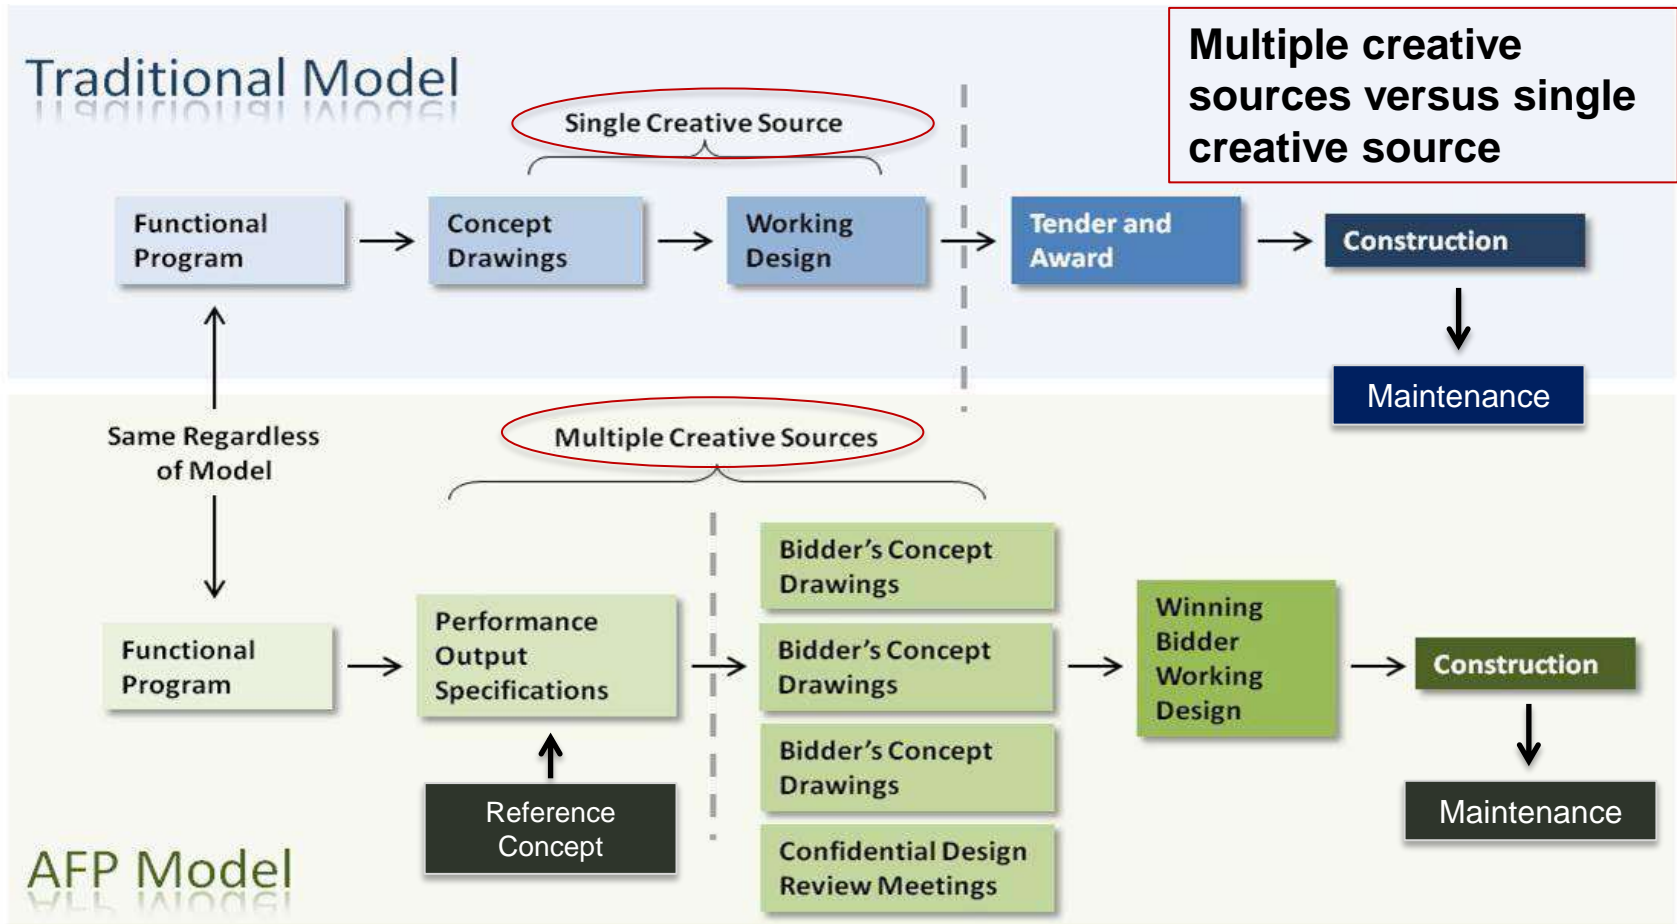 Traditional Model
Multiple creative
sources versus single
creative source
Single Creative Source
Functional
Program
Concept
Drawings
Working
Design
Tender and
Award
Construction
Maintenance
Same Regardless
of Model
Multiple Creative Sources
Functional
Program
Performance
Output
Specifications
Reference
Concept
Bidder’s Concept
Drawings
Bidder’s Concept
Drawings
Bidder’s Concept
Drawings
Confidential Design
Review Meetings
Winning
Bidder
Working
Design
Construction
Maintenance
AFP Model